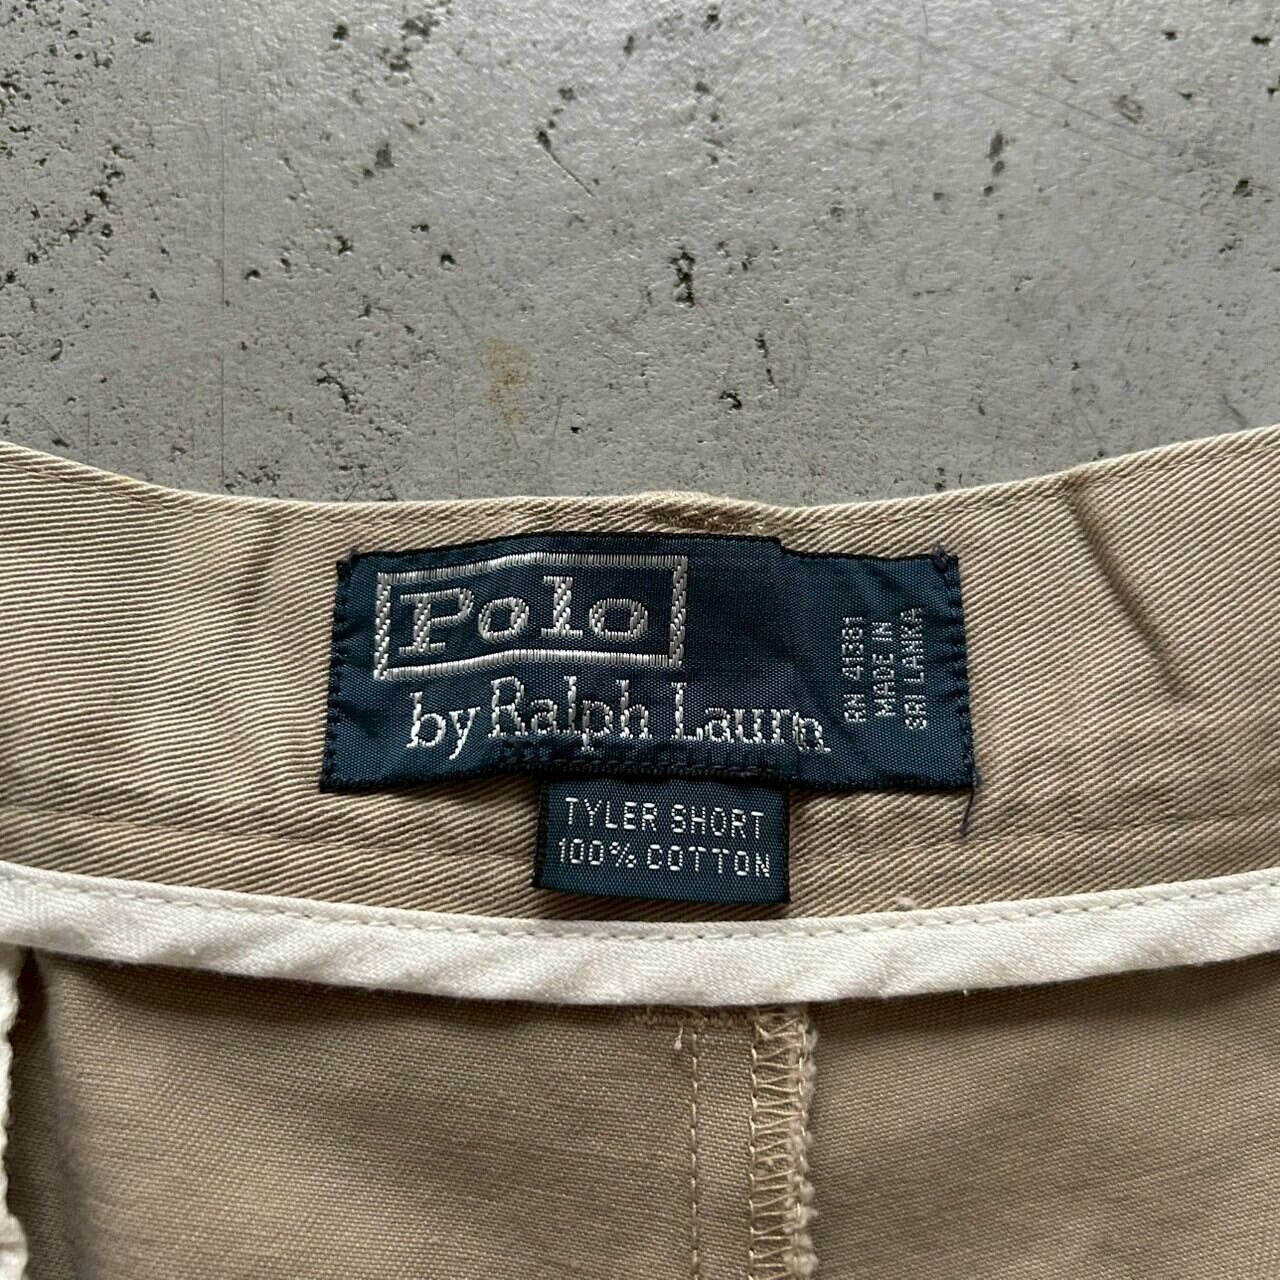 Polo
by Ralph Lauren
RN 41381
MADE IN
SRI LANKA
TYLER SHORT
100% COTTON